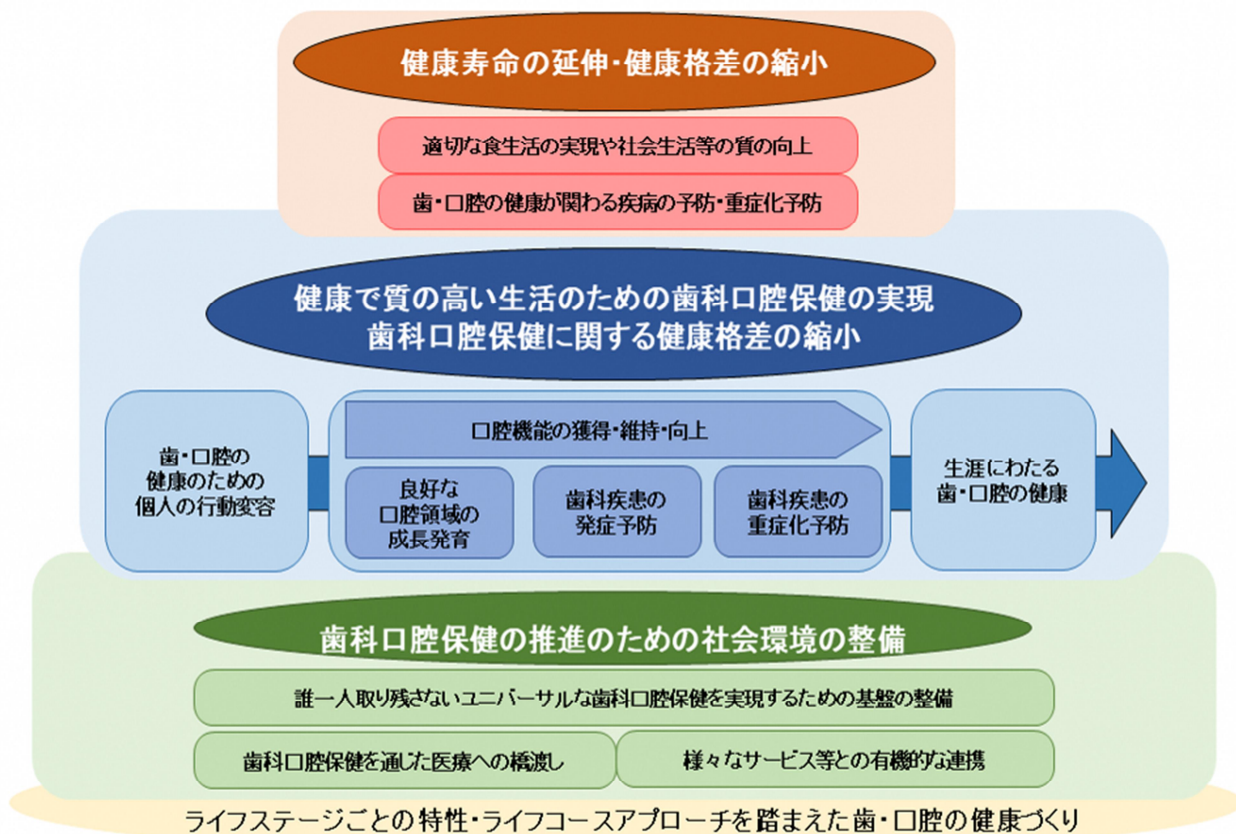 健康寿命の延伸・健康格差の縮小
適切な食生活の実現や社会生活等の質の向上
歯・口腔の健康が関わる疾病の予防・重症化予防
健康で質の高い生活のための歯科口腔保健の実現
歯科口腔保健に関する健康格差の縮小
歯・口腔の
健康のための
個人の行動変容
口腔機能の獲得・維持・向上
良好な
口腔領域の
成長発育
歯科疾患の
発症予防
歯科疾患の
重症化予防
生涯にわたる
歯・口腔の健康
歯科口腔保健の推進のための社会環境の整備
誰一人取り残さないユニバーサルな歯科口腔保健を実現するための基盤の整備
歯科口腔保健を通じた医療への橋渡し
様々なサービス等との有機的な連携
ライフステージごとの特性・ライフコースアプローチを踏まえた歯・口腔の健康づくり